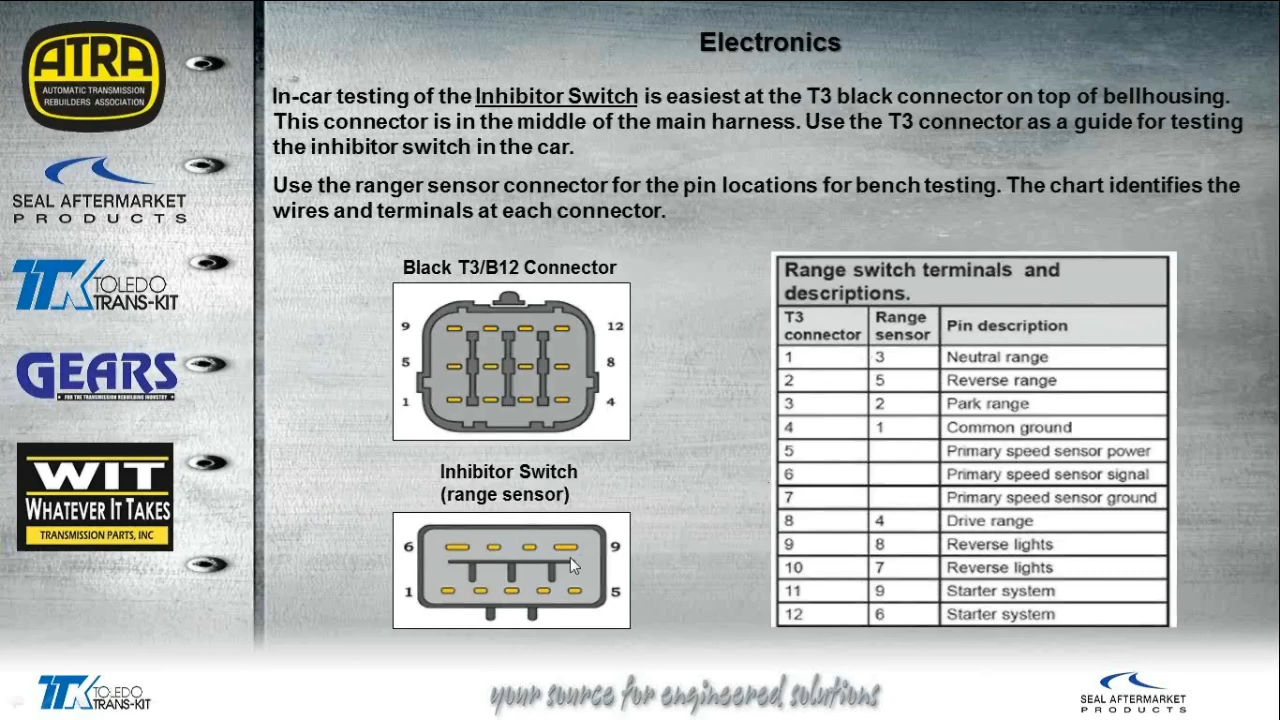 ATRA
AUTOMATIC TRANSMISSION
REBUILDERS ASSOCIATION
SEAL AFTERMARKET
PRODUCTS
TTK TOLEDO
TRANS-KIT
GEARS
FOR THE TRANSMISSION REBUILDING INDUSTRY
WIT
WHATEVER IT TAKES
TRANSMISSION PARTS, INC
Electronics
In-car testing of the Inhibitor Switch is easiest at the T3 black connector on top of bellhousing.
This connector is in the middle of the main harness. Use the T3 connector as a guide for testing
the inhibitor switch in the car.
Use the ranger sensor connector for the pin locations for bench testing. The chart identifies the
wires and terminals at each connector.
Black T3/B12 Connector
9 12
5 8
1 4
Inhibitor Switch
(range sensor)
6 9
1 5
Range switch terminals and
descriptions.
T3 connector Range sensor Pin description
1 3 Neutral range
2 5 Reverse range
3 2 Park range
4 1 Common ground
5 Primary speed sensor power
6 Primary speed sensor signal
7 Primary speed sensor ground
8 4 Drive range
9 8 Reverse lights
10 7 Reverse lights
11 9 Starter system
12 6 Starter system
TTK TOLEDO
TRANS-KIT
your source for engineered solutions
SEAL AFTERMARKET
PRODUCTS